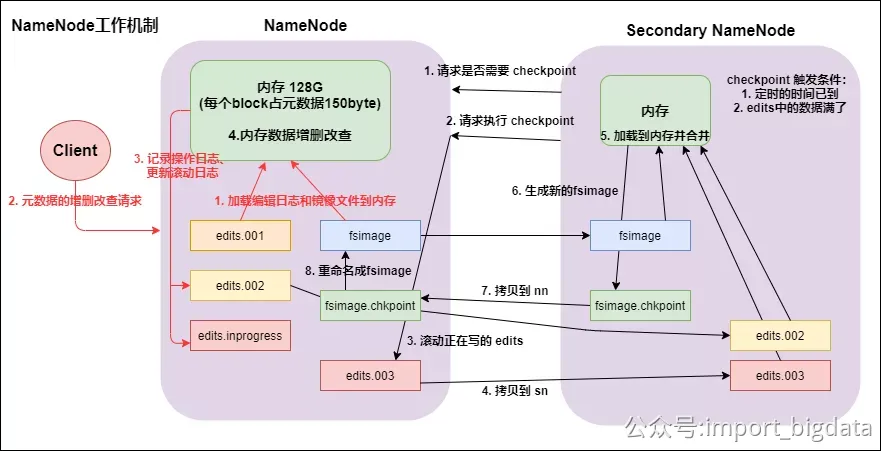 NameNode工作机制
NameNode
Secondary NameNode
内存 128G
(每个block占元数据150byte)
4.内存数据增删改查
1. 请求是否需要 checkpoint
2. 请求执行 checkpoint
checkpoint 触发条件：
1. 定时的时间已到
2. edits中的数据满了
内存
5. 加载到内存并合并
Client
2. 元数据的增删改查请求
3. 记录操作日志、
更新滚动日志
1. 加载编辑日志和镜像文件到内存
6. 生成新的fsimage
edits.001
fsimage
fsimage
8. 重命名成fsimage
edits.002
fsimage.chkpoint
7. 拷贝到 nn
fsimage.chkpoint
edits.inprogress
3. 滚动正在写的 edits
edits.002
edits.003
4. 拷贝到 sn
edits.003
公众号:import_bigdata